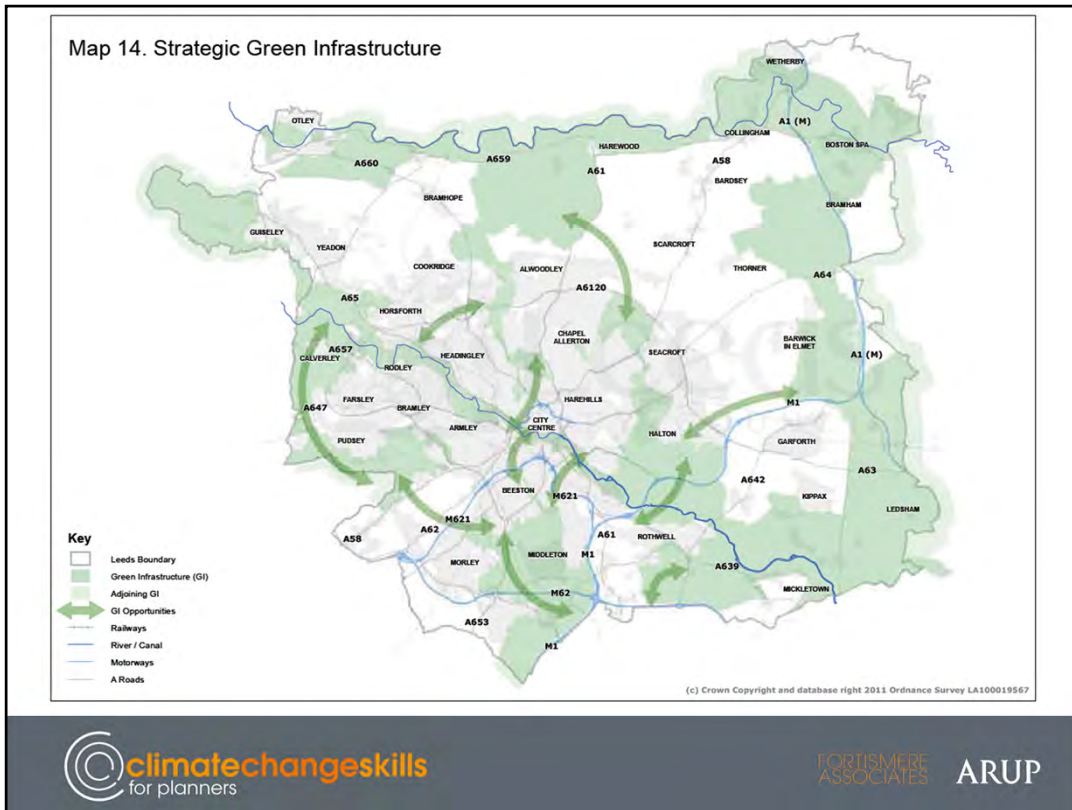 Map 14. Strategic Green Infrastructure
WETHERBY
OTLEY
A1 (M)
COLLINGHAM
BOSTON SPA
HAREWOOD
A660
A659
A61
A58
BARDSEY
BRAMHOPE
BRAMHAM
GUISELEY
YEADON
SCARCROFT
COOKRIDGE
ALWOODLEY
THORNER
A64
A6120
A65
HORSFORTH
CHAPEL
ALLERTON
BARWICK
IN ELMET
A657
CALVERLEY
HEADINGLEY
SEACROFT
A1 (M)
RODLEY
FARSLEY
HAREHILLS
M1
A647
BRAMLEY
CITY
CENTRE
ARMLEY
HALTON
PUDSEY
GARFORTH
A63
A642
BEESTON
M621
KIPPAX
LEDSHAM
M621
A62
A58
A61
ROTHWELL
MORLEY
MIDDLETON
M1
A639
MICKLETOWN
M62
A653
M1
Key
Leeds Boundary
Green Infrastructure (GI)
Adjoining GI
GI Opportunities
Railways
River / Canal
Motorways
A Roads
(c) Crown Copyright and database right 2011 Ordnance Survey LA100019567
climatechangeskills
for planners
FORTISMERE
ASSOCIATES
ARUP